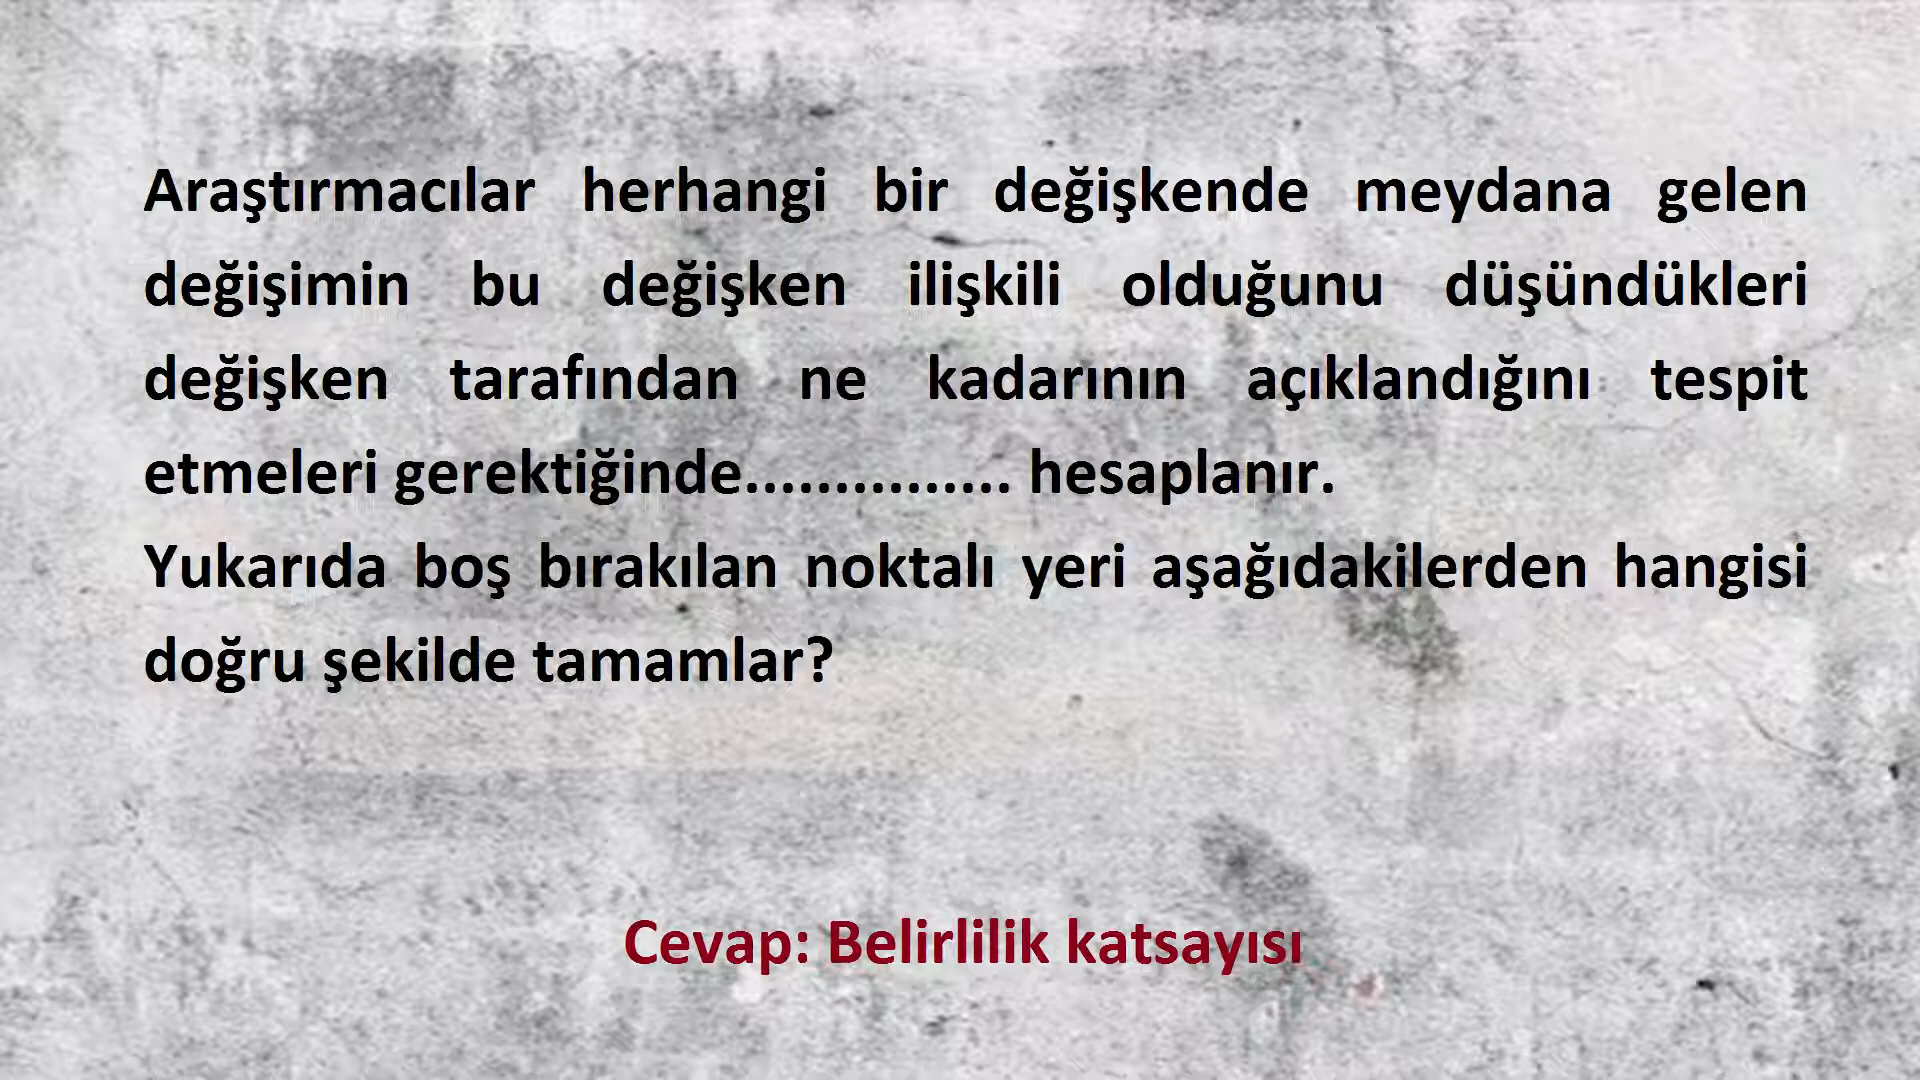 Araştırmacılar herhangi bir değişkende meydana gelen
değişimin bu değişken ilişkili olduğunu düşündükleri
değişken tarafından ne kadarının açıklandığını tespit
etmeleri gerektiğinde............... hesaplanır.
Yukarıda boş bırakılan noktalı yeri aşağıdakilerden hangisi
doğru şekilde tamamlar?
Cevap: Belirlilik katsayısı